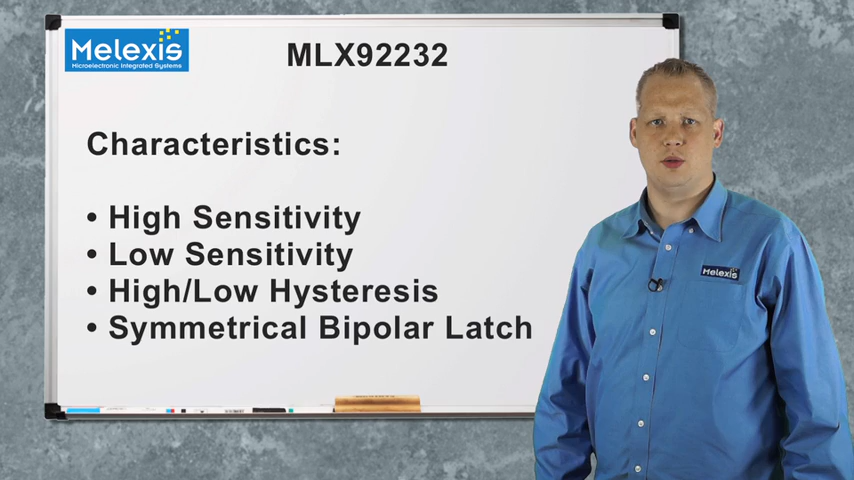 Melexis
Microelectronic Integrated Systems
MLX92232
Characteristics:
• High Sensitivity
• Low Sensitivity
• High/Low Hysteresis
• Symmetrical Bipolar Latch
Melexis